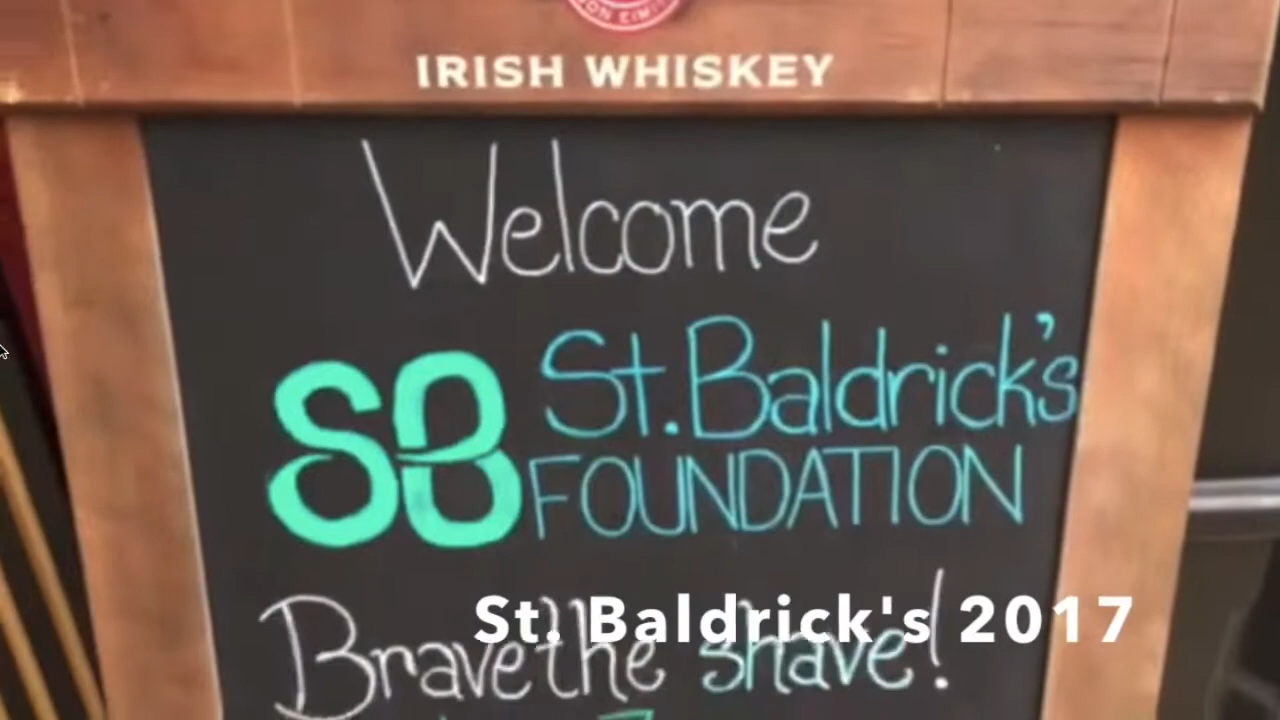 IRISH WHISKEY
Welcome
SB St. Baldrick's
FOUNDATION
St. Baldrick's 2017
Brave the shave!